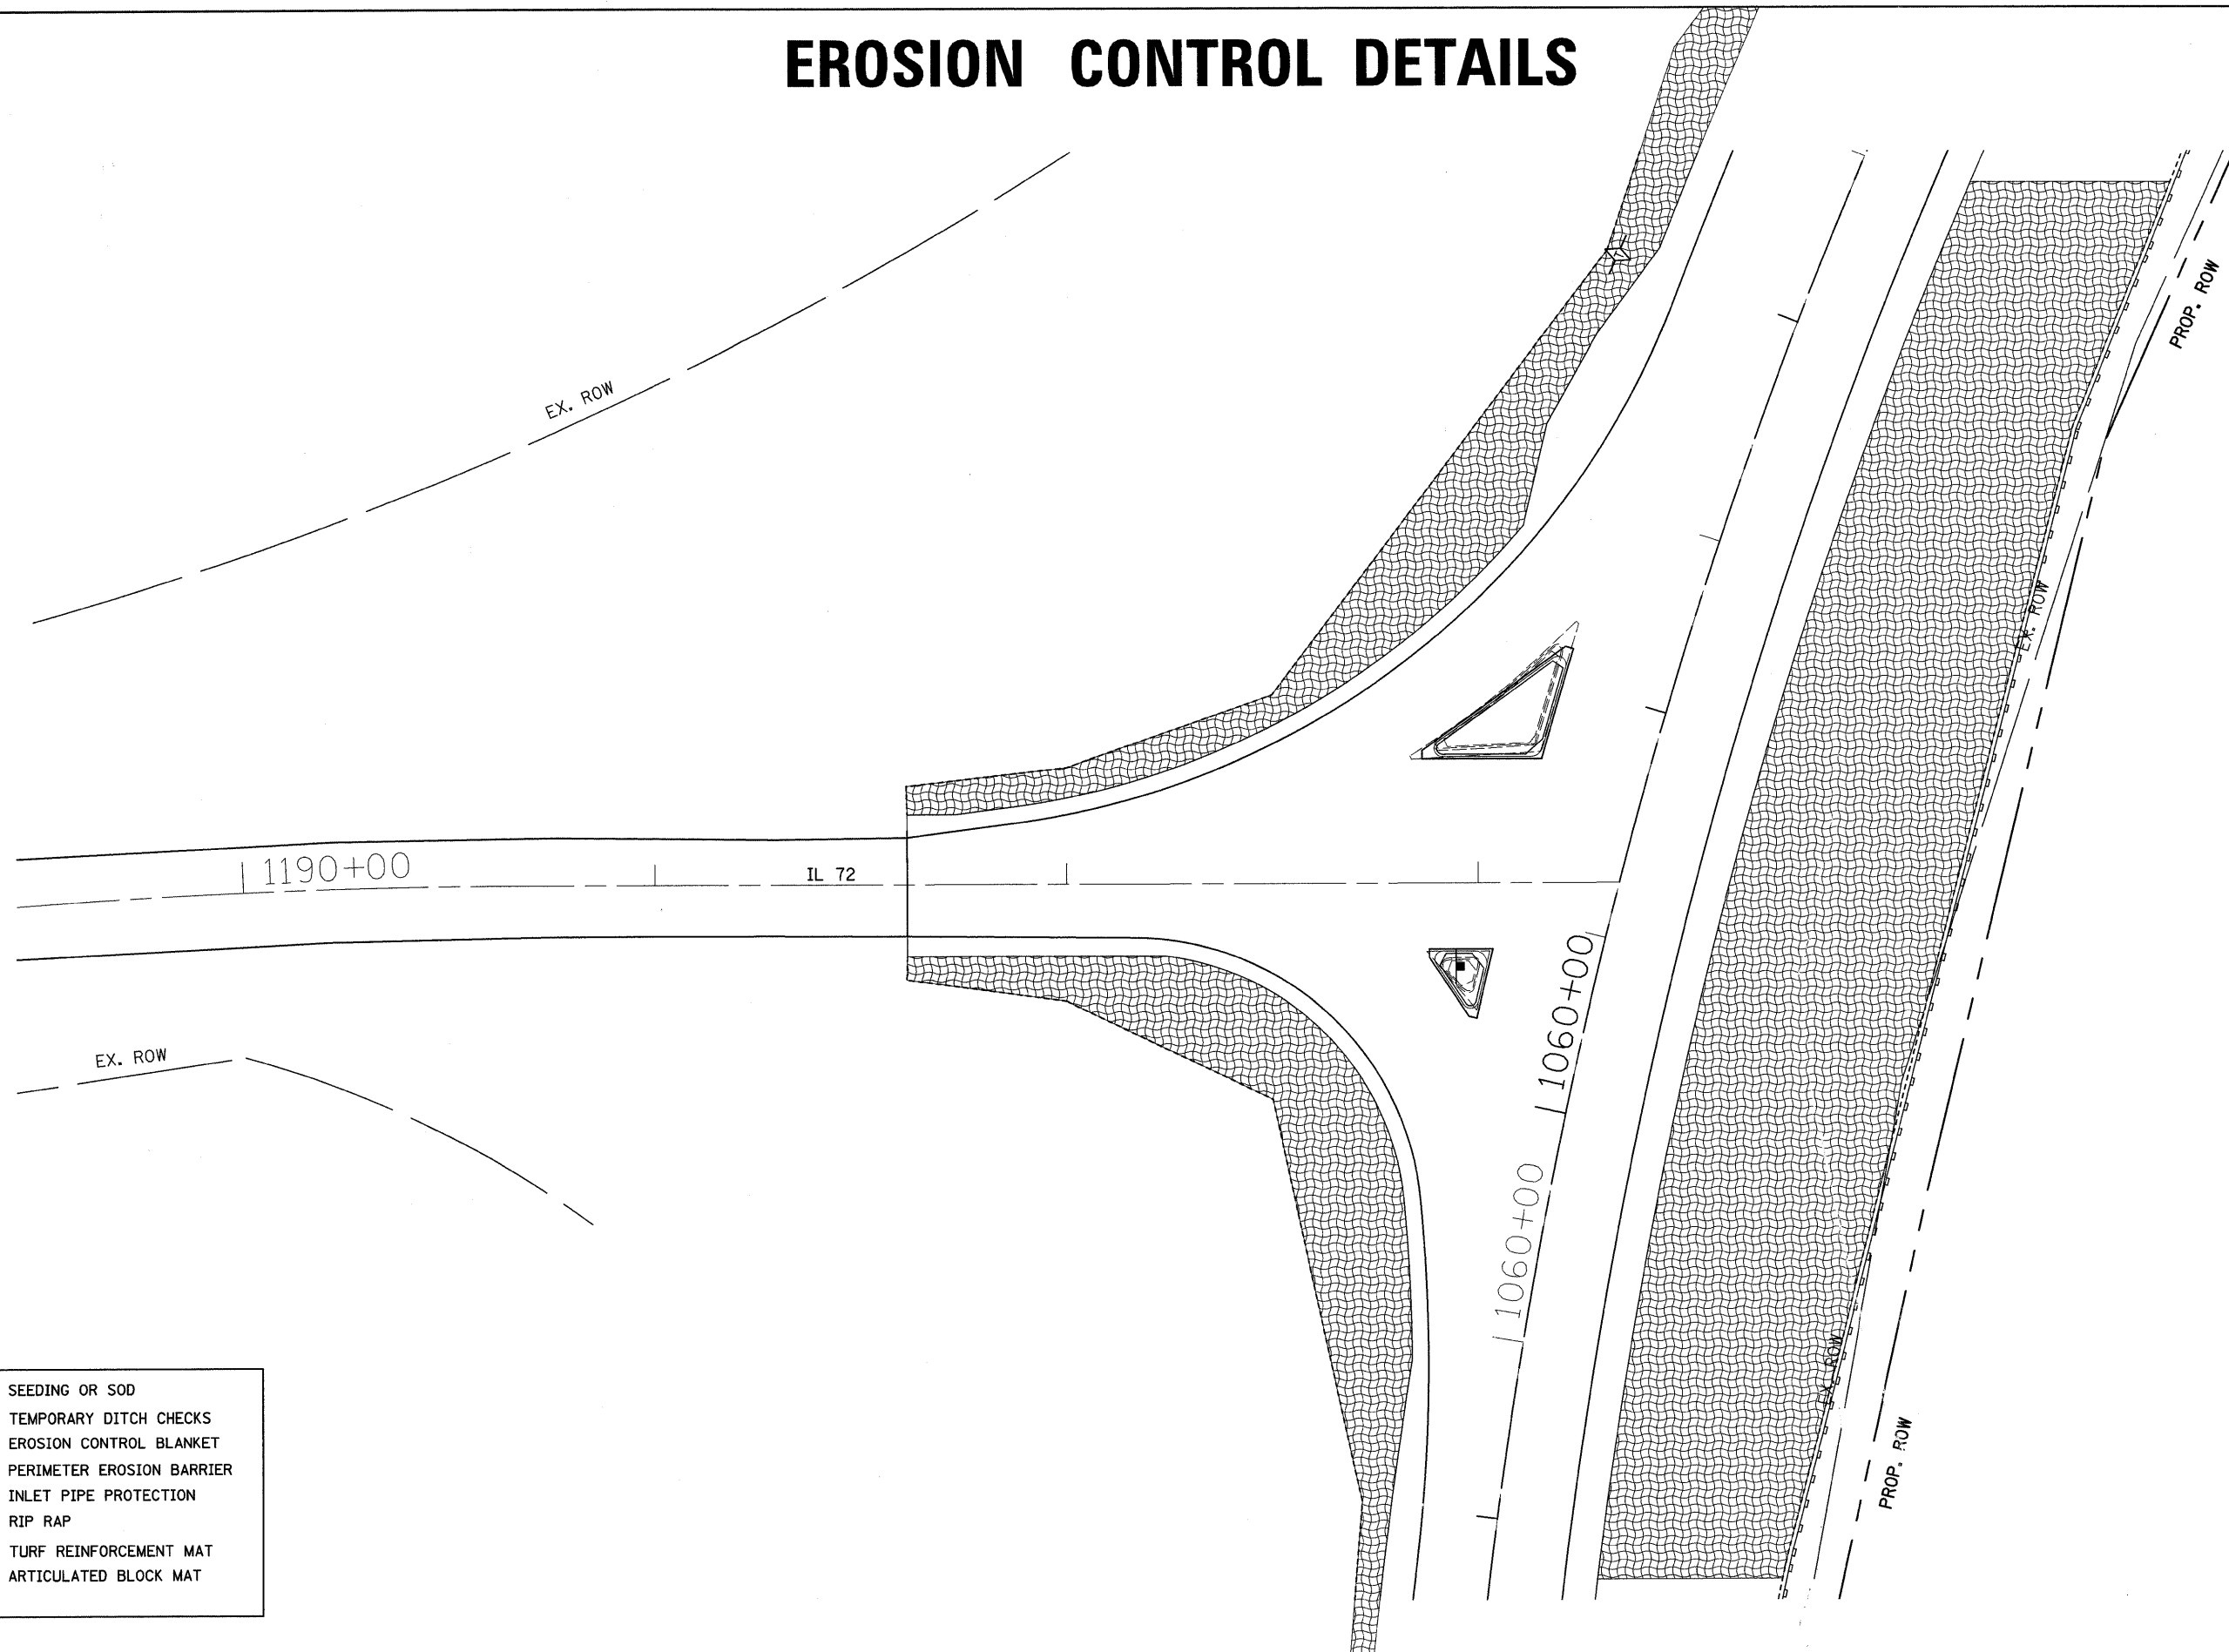 EROSION CONTROL DETAILS
PROP. ROW
EX. ROW
EX. ROW
1190+00
IL 72
1060+00
EX. ROW
1060+00
EX. ROW
PROP. ROW
SEEDING OR SOD
TEMPORARY DITCH CHECKS
EROSION CONTROL BLANKET
PERIMETER EROSION BARRIER
INLET PIPE PROTECTION
RIP RAP
TURF REINFORCEMENT MAT
ARTICULATED BLOCK MAT